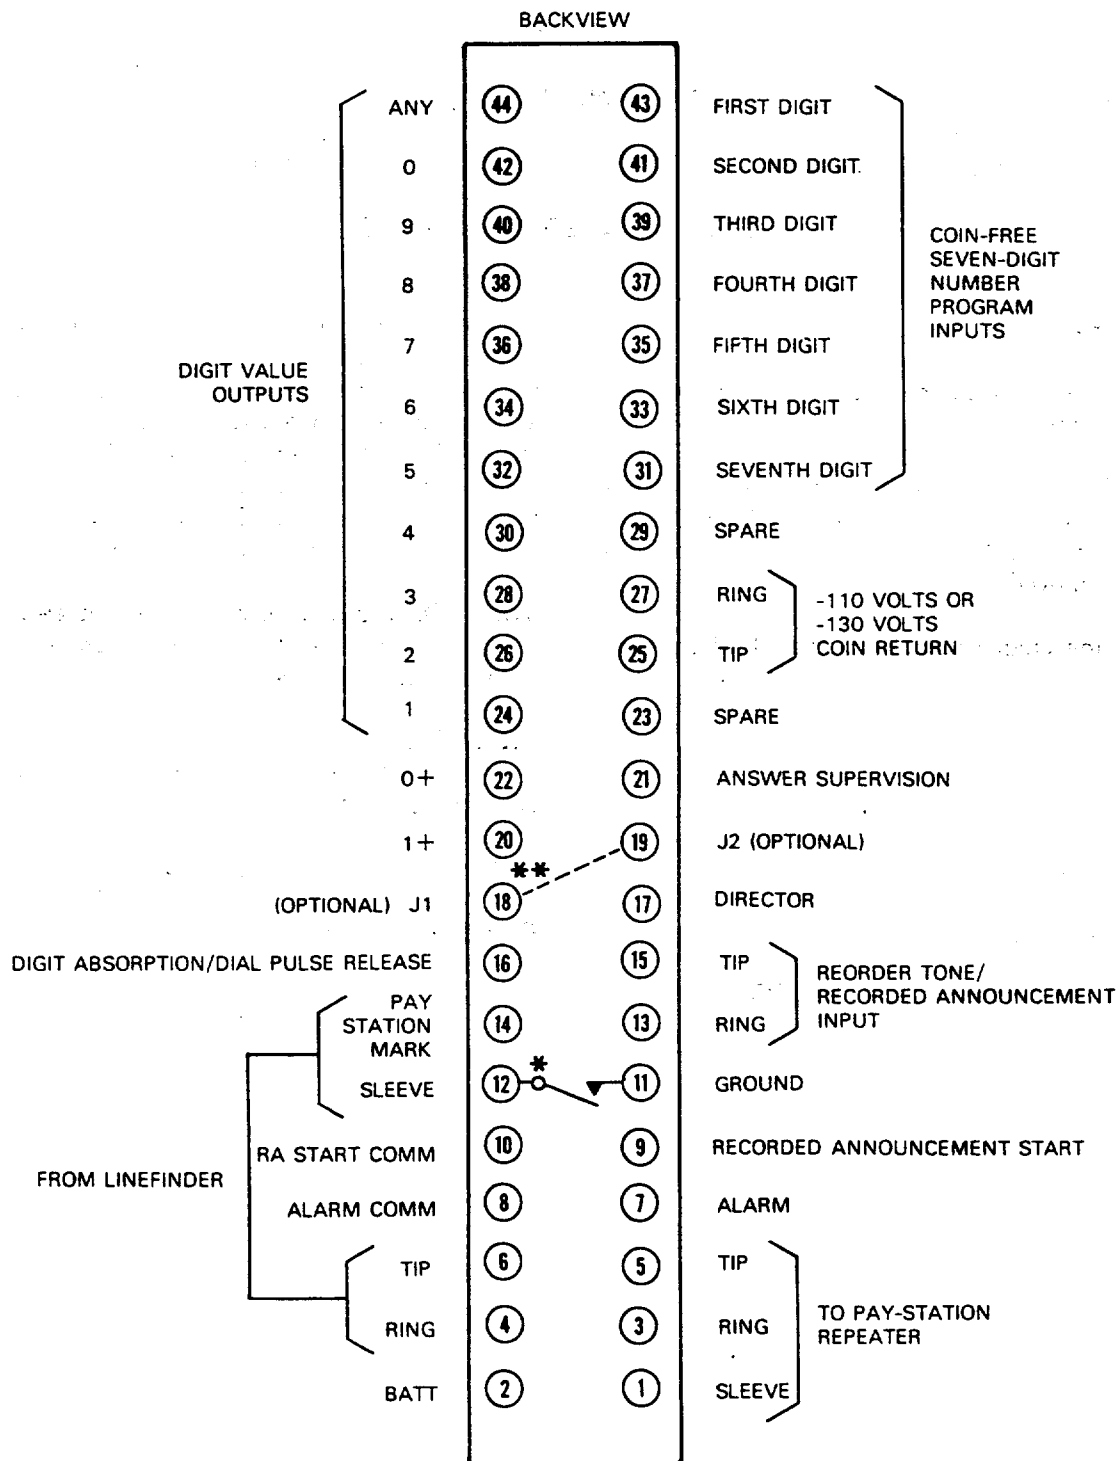 BACKVIEW
ANY 44 43 FIRST DIGIT
0 42 41 SECOND DIGIT
9 40 39 THIRD DIGIT
8 38 37 FOURTH DIGIT
7 36 35 FIFTH DIGIT
6 34 33 SIXTH DIGIT
5 32 31 SEVENTH DIGIT
DIGIT VALUE
OUTPUTS
COIN-FREE
SEVEN-DIGIT
NUMBER
PROGRAM
INPUTS
4 30 29 SPARE
3 28 27 RING
2 26 25 TIP
-110 VOLTS OR
-130 VOLTS
COIN RETURN
1 24 23 SPARE
0+ 22 21 ANSWER SUPERVISION
1+ 20 19 J2 (OPTIONAL)
**
(OPTIONAL) J1 18 17 DIRECTOR
DIGIT ABSORPTION/DIAL PULSE RELEASE 16 15 TIP
PAY
STATION
MARK
14 13 RING
REORDER TONE/
RECORDED ANNOUNCEMENT
INPUT
*
SLEEVE 12 11 GROUND
RA START COMM 10 9 RECORDED ANNOUNCEMENT START
FROM LINEFINDER
ALARM COMM 8 7 ALARM
TIP 6 5 TIP
RING 4 3 RING
TO PAY-STATION
REPEATER
BATT 2 1 SLEEVE